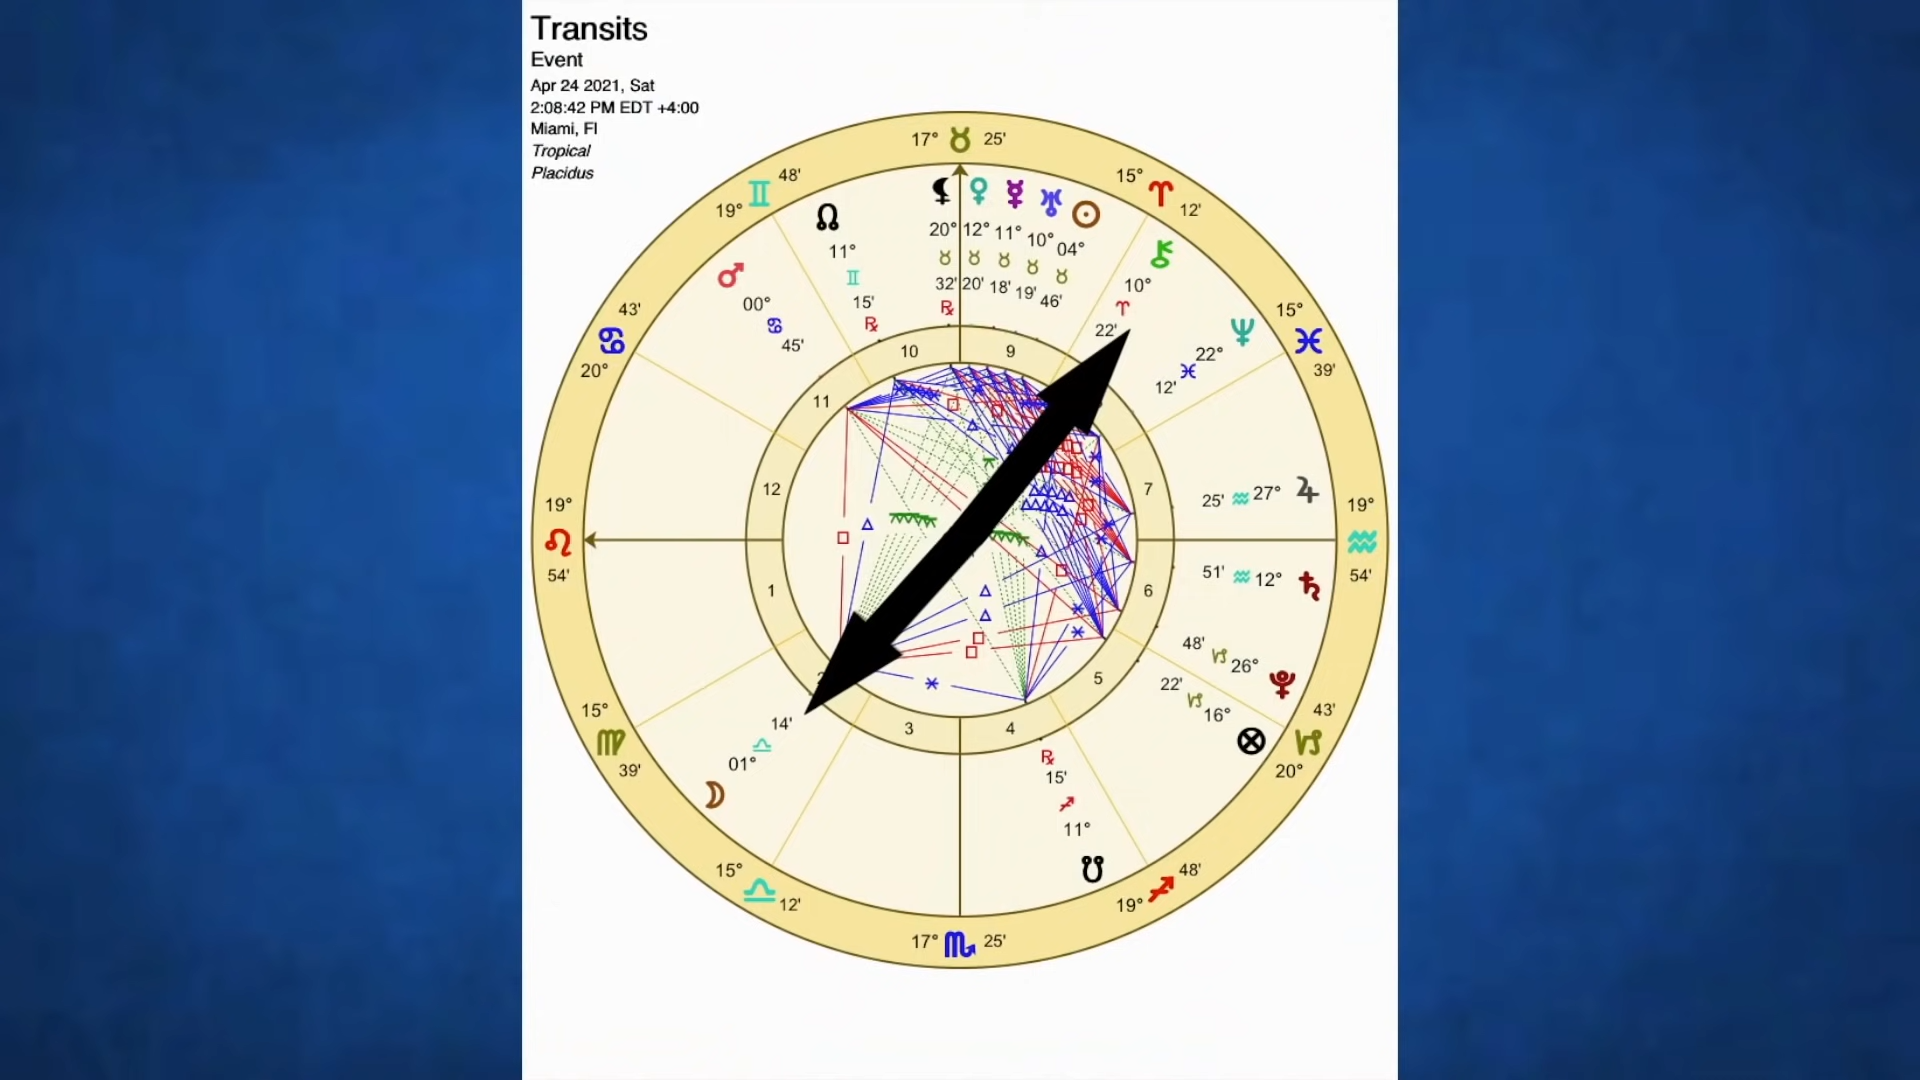 Transits
Event
Apr 24 2021, Sat
2:08:42 PM EDT +4:00
Miami, Fl
Tropical
Placidus
17° ♉ 25'
15° ♈ 12'
15° ♓ 39'
19° ♒ 54'
43' ♑ 20°
48' ♐ 19°
17° ♏ 25'
15° ♎ 12'
15° ♍ 39'
19° ♌ 54'
43' ♋ 20°
48' ♊ 19°
⚸ 20° ♉ 32' ℞
♀ 12° ♉ 20'
☿ 11° ♉ 18'
♅ 10° ♉ 19'
☉ 04° ♉ 46'
⚷ 10° ♈ 22'
♆ 22° ♓ 12'
♃ 27° ♒ 25'
♄ 12° ♒ 51'
♇ 26° ♑ 48'
⊗ 16° ♑ 22'
☋ 11° ♐ 15' ℞
☽ 01° ♎ 14'
♂ 00° ♋ 45'
☊ 11° ♊ 15' ℞
10
9
11
12
7
1
6
5
3
4